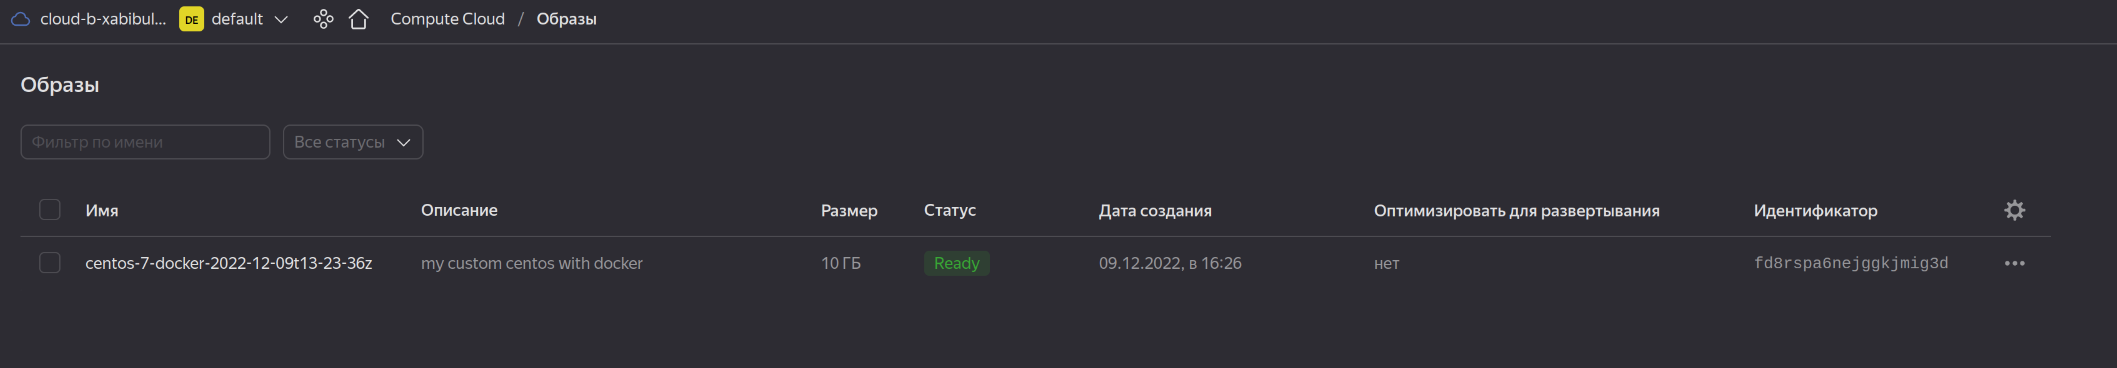 cloud-b-xabibul... DE default Compute Cloud / Образы
Образы
Фильтр по имени Все статусы
Имя Описание Размер Статус Дата создания Оптимизировать для развертывания Идентификатор
centos-7-docker-2022-12-09t13-23-36z my custom centos with docker 10 ГБ Ready 09.12.2022, в 16:26 нет fd8rspa6nejggkjmig3d